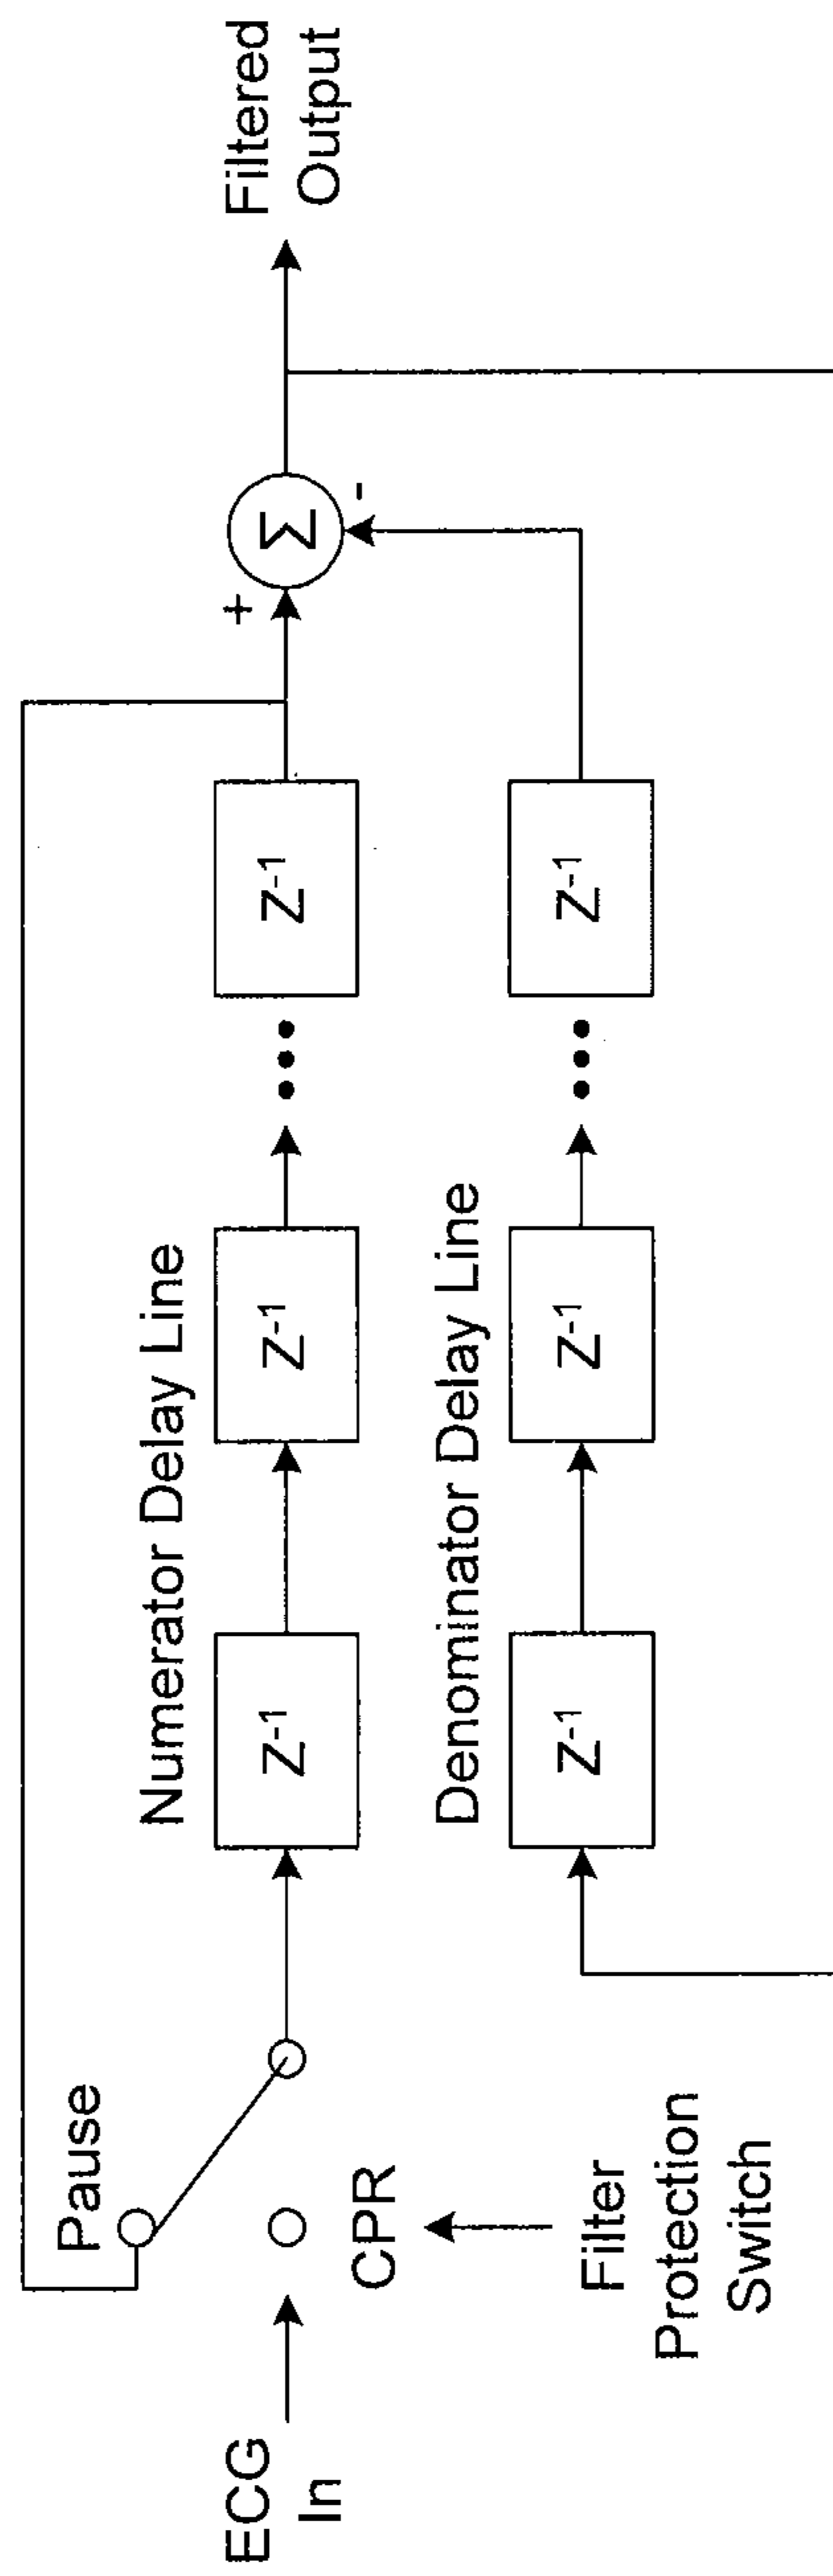 Filtered
Output
+
Σ
-
Z-1
Z-1
Z-1
Numerator Delay Line
Z-1
Z-1
Z-1
Denominator Delay Line
Pause
CPR
ECG
In
Filter
Protection
Switch